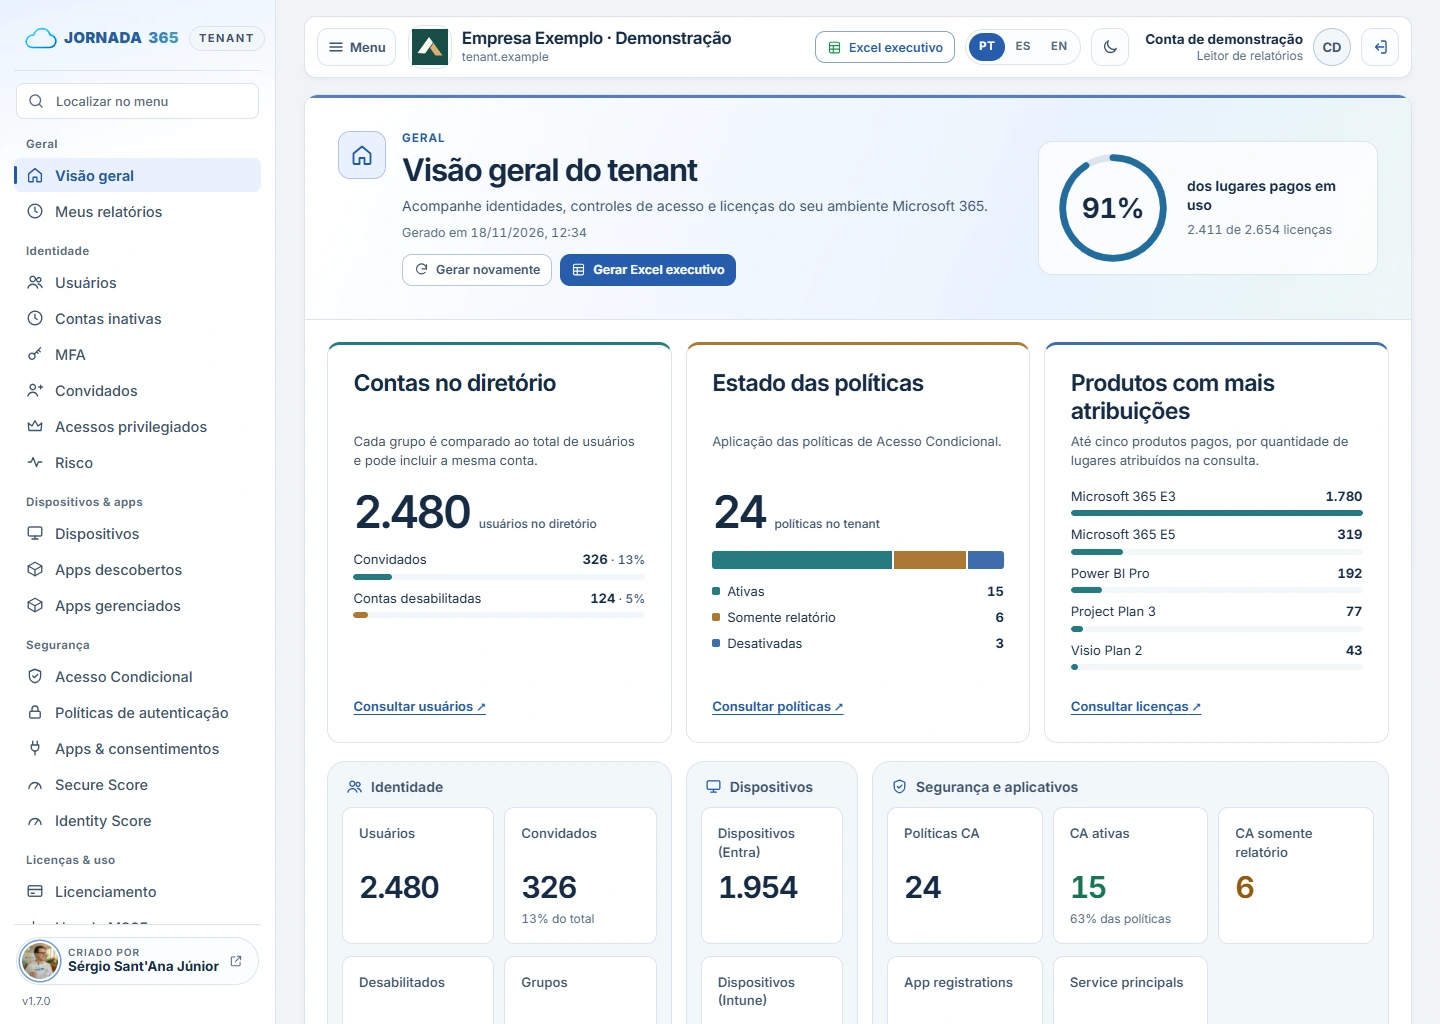 JORNADA 365 TENANT
Localizar no menu
Geral
Visão geral
Meus relatórios
Identidade
Usuários
Contas inativas
MFA
Convidados
Acessos privilegiados
Risco
Dispositivos & apps
Dispositivos
Apps descobertos
Apps gerenciados
Segurança
Acesso Condicional
Políticas de autenticação
Apps & consentimentos
Secure Score
Identity Score
Licenças & uso
Licenciamento
CRIADO POR
Sérgio Sant'Ana Júnior
v1.7.0
Menu
Empresa Exemplo · Demonstração
tenant.example
Excel executivo
PT ES EN
Conta de demonstração
Leitor de relatórios
CD
GERAL
Visão geral do tenant
Acompanhe identidades, controles de acesso e licenças do seu ambiente Microsoft 365.
Gerado em 18/11/2026, 12:34
Gerar novamente
Gerar Excel executivo
91%
dos lugares pagos em
uso
2.411 de 2.654 licenças
Contas no diretório
Cada grupo é comparado ao total de usuários
e pode incluir a mesma conta.
2.480 usuários no diretório
Convidados 326 · 13%
Contas desabilitadas 124 · 5%
Consultar usuários ↗
Estado das políticas
Aplicação das políticas de Acesso Condicional.
24 políticas no tenant
Ativas 15
Somente relatório 6
Desativadas 3
Consultar políticas ↗
Produtos com mais
atribuições
Até cinco produtos pagos, por quantidade de
lugares atribuídos na consulta.
Microsoft 365 E3 1.780
Microsoft 365 E5 319
Power BI Pro 192
Project Plan 3 77
Visio Plan 2 43
Consultar licenças ↗
Identidade
Usuários
2.480
Convidados
326
13% do total
Desabilitados
Grupos
Dispositivos
Dispositivos
(Entra)
1.954
Dispositivos
(Intune)
Segurança e aplicativos
Políticas CA
24
CA ativas
15
63% das políticas
CA somente
relatório
6
App registrations
Service principals